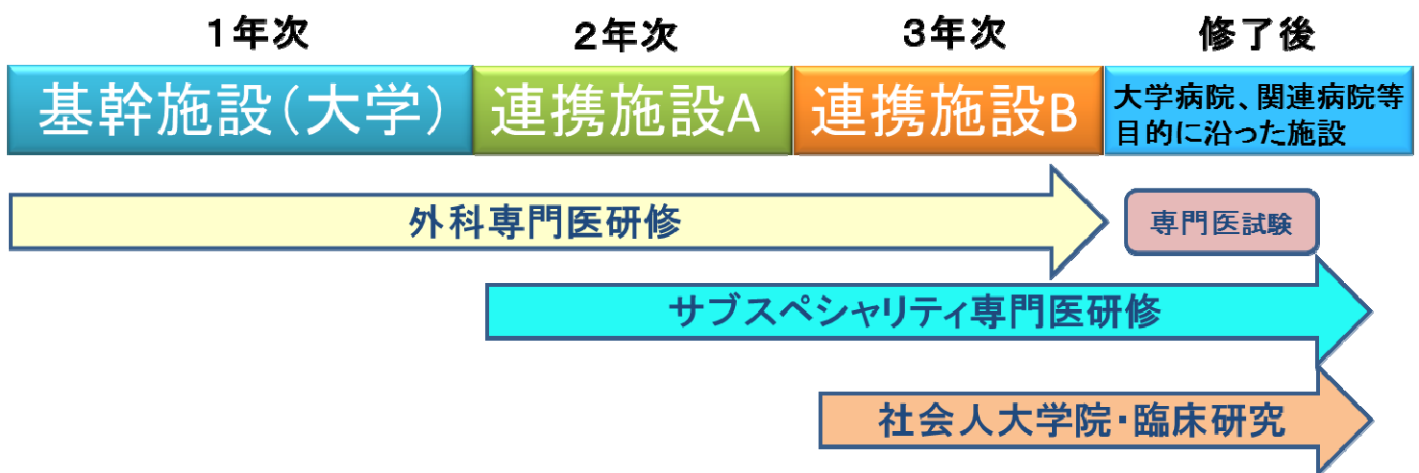 1年次
2年次
3年次
修了後
基幹施設(大学)
連携施設A
連携施設B
大学病院、関連病院等
目的に沿った施設
外科専門医研修
専門医試験
サブスペシャリティ専門医研修
社会人大学院・臨床研究